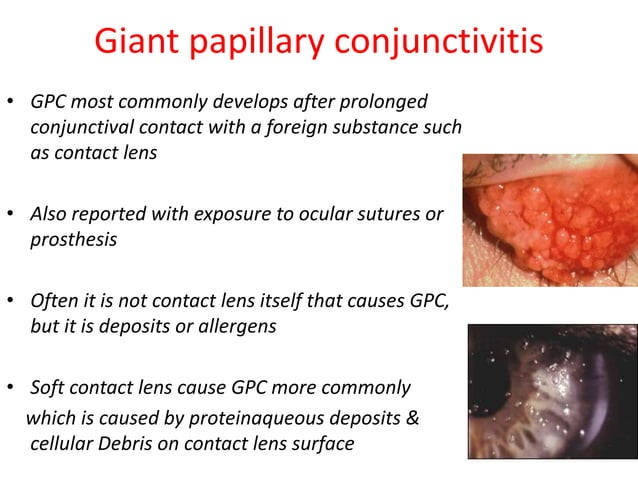 Giant papillary conjunctivitis
• GPC most commonly develops after prolonged
conjunctival contact with a foreign substance such
as contact lens
• Also reported with exposure to ocular sutures or
prosthesis
• Often it is not contact lens itself that causes GPC,
but it is deposits or allergens
• Soft contact lens cause GPC more commonly
which is caused by proteinaqueous deposits &
cellular Debris on contact lens surface